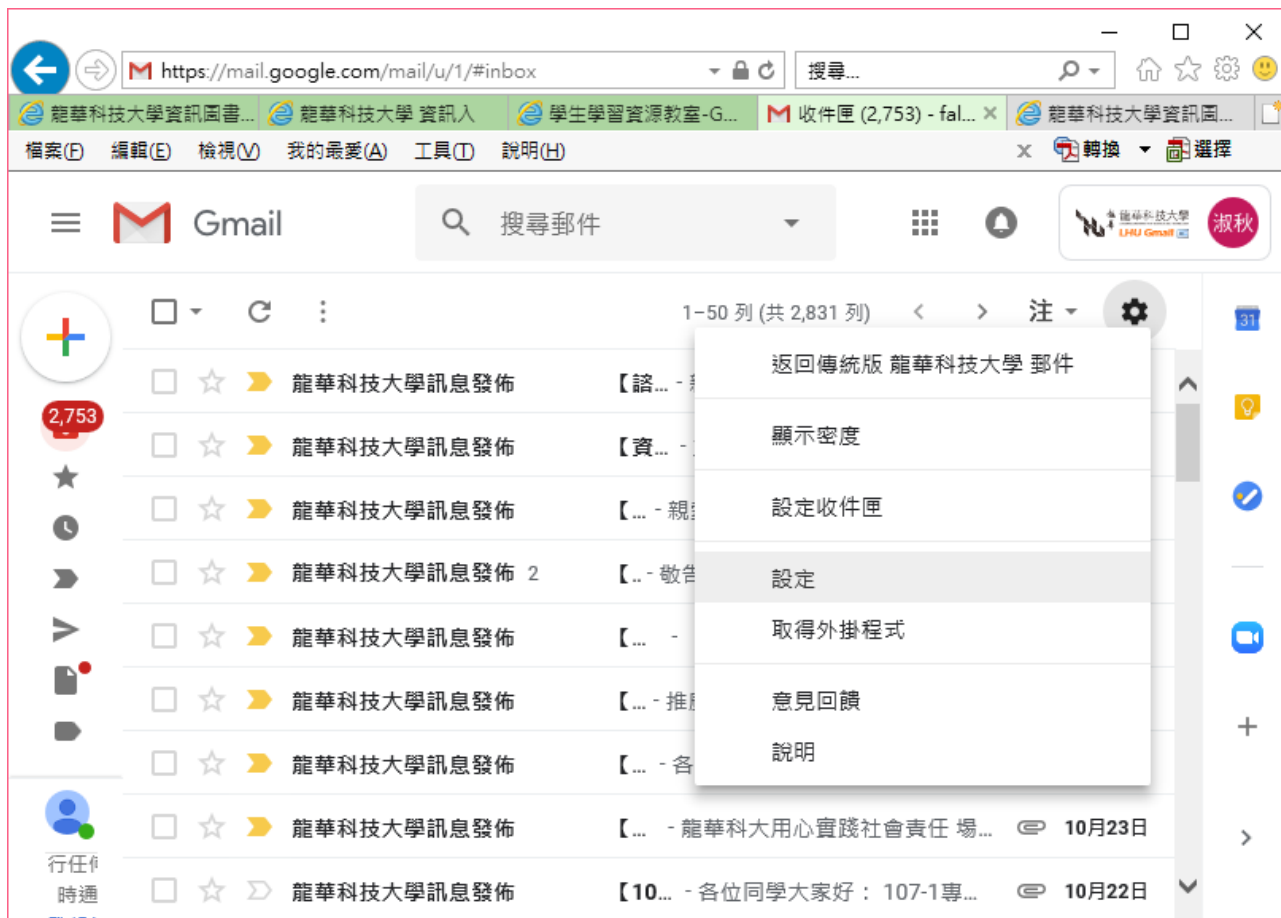 https://mail.google.com/mail/u/1/#inbox
搜尋...
龍華科技大學資訊圖書...
龍華科技大學 資訊入
學生學習資源教室-G...
收件匣 (2,753) - fal...
龍華科技大學資訊圖...
檔案(F) 編輯(E) 檢視(V) 我的最愛(A) 工具(T) 說明(H)
x 轉換 選擇
Gmail
搜尋郵件
龍華科技大學
LHU Gmail
淑秋
1–50 列 (共 2,831 列)
注
31
返回傳統版 龍華科技大學 郵件
顯示密度
設定收件匣
設定
取得外掛程式
意見回饋
說明
2,753
龍華科技大學訊息發佈 【諮... -
龍華科技大學訊息發佈 【資... -
龍華科技大學訊息發佈 【... - 親
龍華科技大學訊息發佈 2 【.. - 敬告
龍華科技大學訊息發佈 【... -
龍華科技大學訊息發佈 【... - 推
龍華科技大學訊息發佈 【... - 各
龍華科技大學訊息發佈 【... - 龍華科大用心實踐社會責任 場... 10月23日
龍華科技大學訊息發佈 【10... - 各位同學大家好： 107-1專... 10月22日
行任
時通